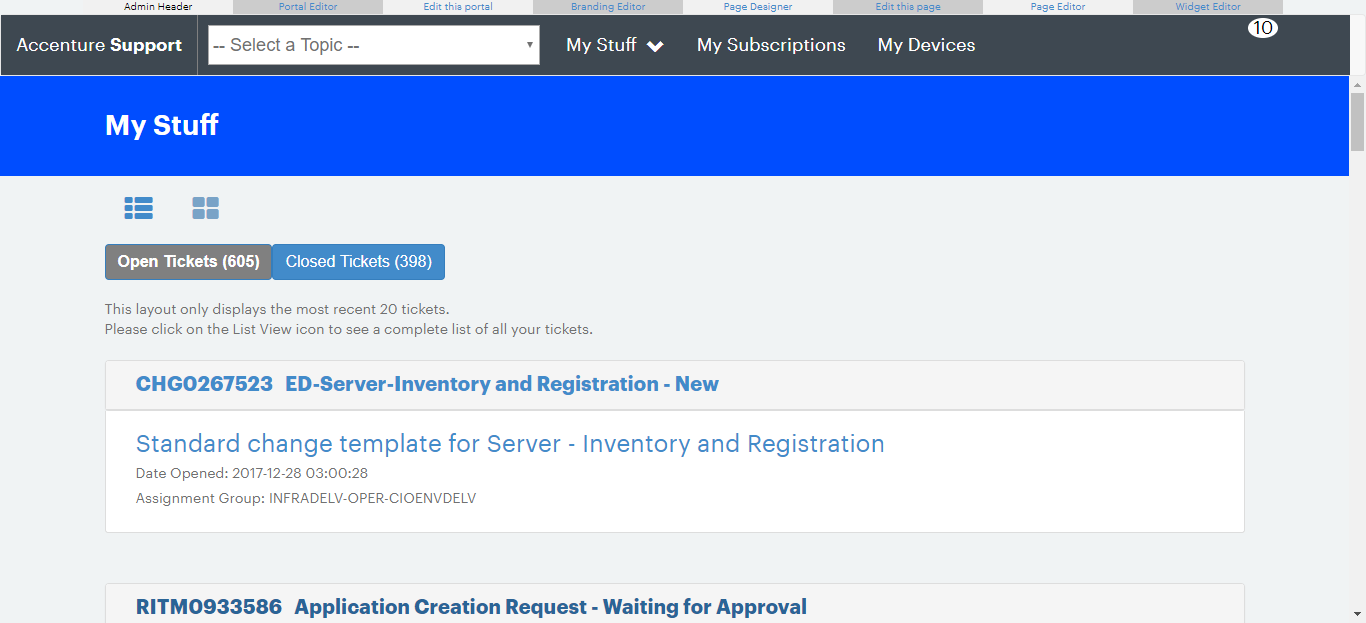 Admin Header Portal Editor Edit this portal Branding Editor Page Designer Edit this page Page Editor Widget Editor
Accenture Support -- Select a Topic -- My Stuff My Subscriptions My Devices 10
My Stuff
Open Tickets (605) Closed Tickets (398)
This layout only displays the most recent 20 tickets.
Please click on the List View icon to see a complete list of all your tickets.
CHG0267523 ED-Server-Inventory and Registration - New
Standard change template for Server - Inventory and Registration
Date Opened: 2017-12-28 03:00:28
Assignment Group: INFRADELV-OPER-CIOENVDELV
RITM0933586 Application Creation Request - Waiting for Approval